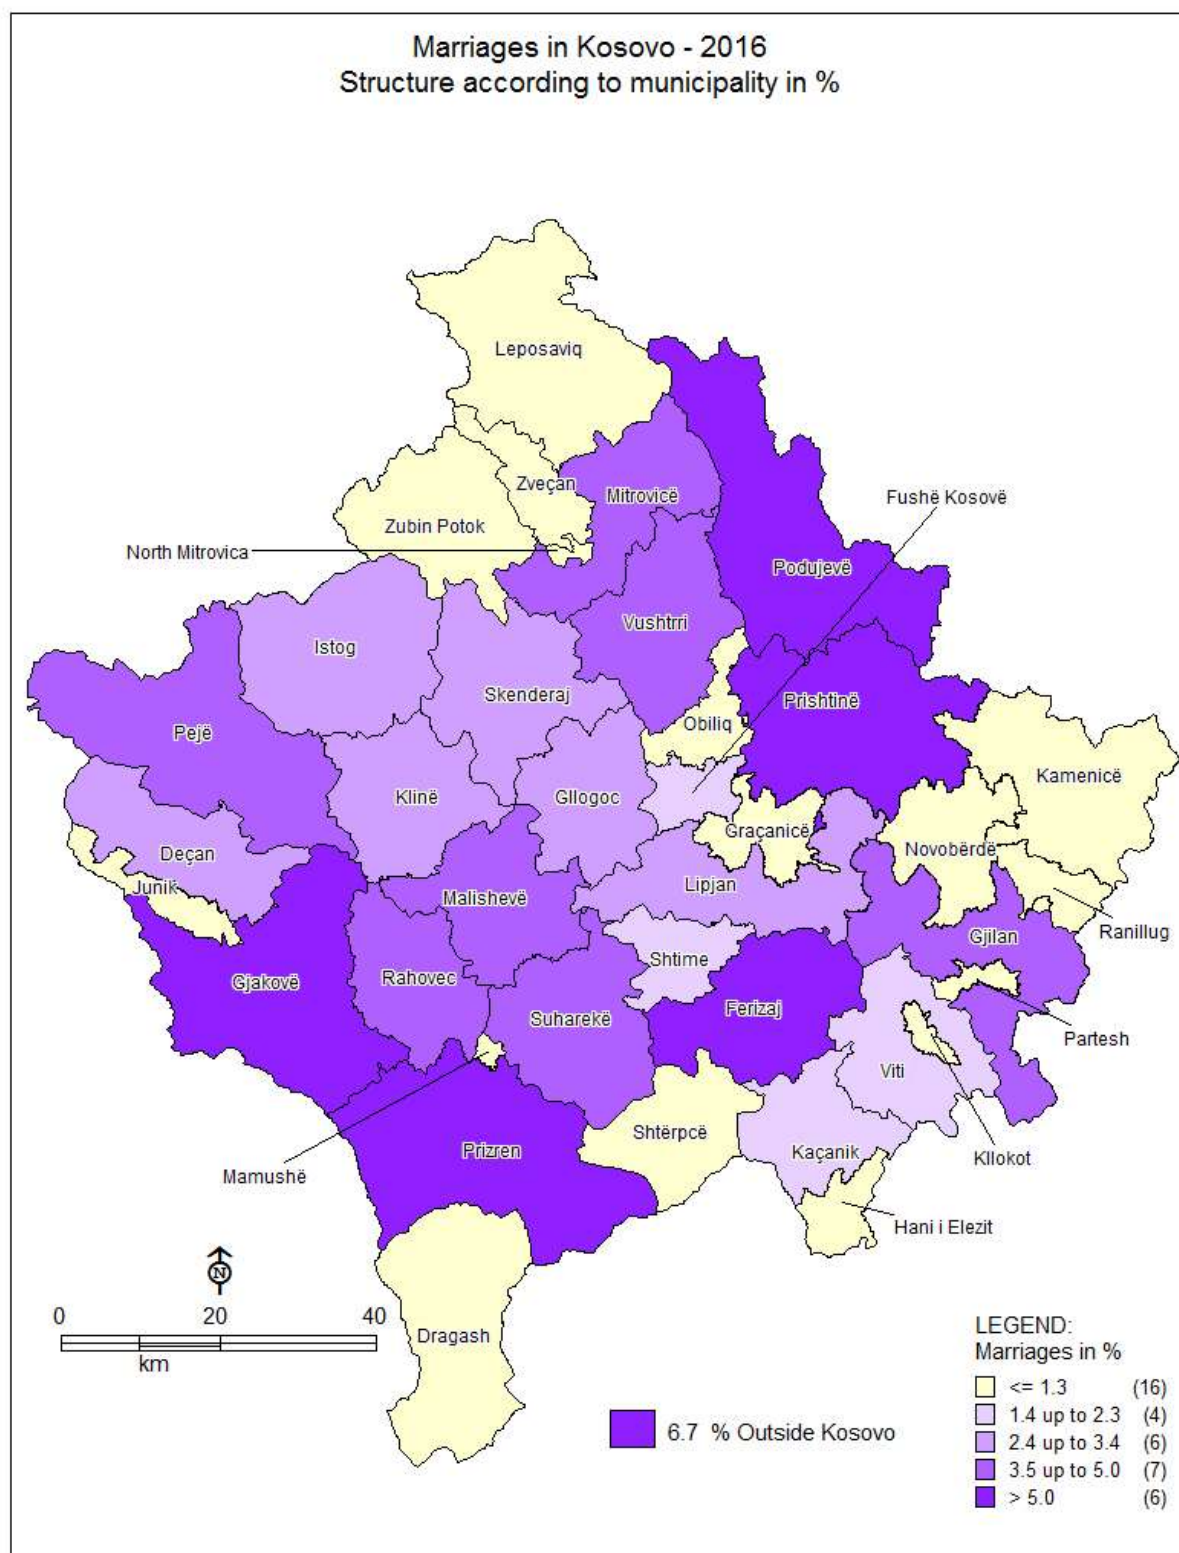 Marriages in Kosovo - 2016
Structure according to municipality in %
Leposaviq
Zveçan
Mitrovicë
Fushë Kosovë
Zubin Potok
North Mitrovica
Podujevë
Vushtrri
Istog
Skenderaj
Prishtinë
Obiliq
Pejë
Kamenicë
Klinë
Gllogoc
Graçanicë
Novobërdë
Deçan
Junik
Lipjan
Malishevë
Ranillug
Gjilan
Shtime
Gjakovë
Rahovec
Ferizaj
Suharekë
Partesh
Viti
Shtërpcë
Prizren
Kaçanik
Kllokot
Mamushë
Hani i Elezit
N
0 20 40
km
Dragash
LEGEND:
Marriages in %
<= 1.3 (16)
1.4 up to 2.3 (4)
2.4 up to 3.4 (6)
3.5 up to 5.0 (7)
> 5.0 (6)
6.7 % Outside Kosovo